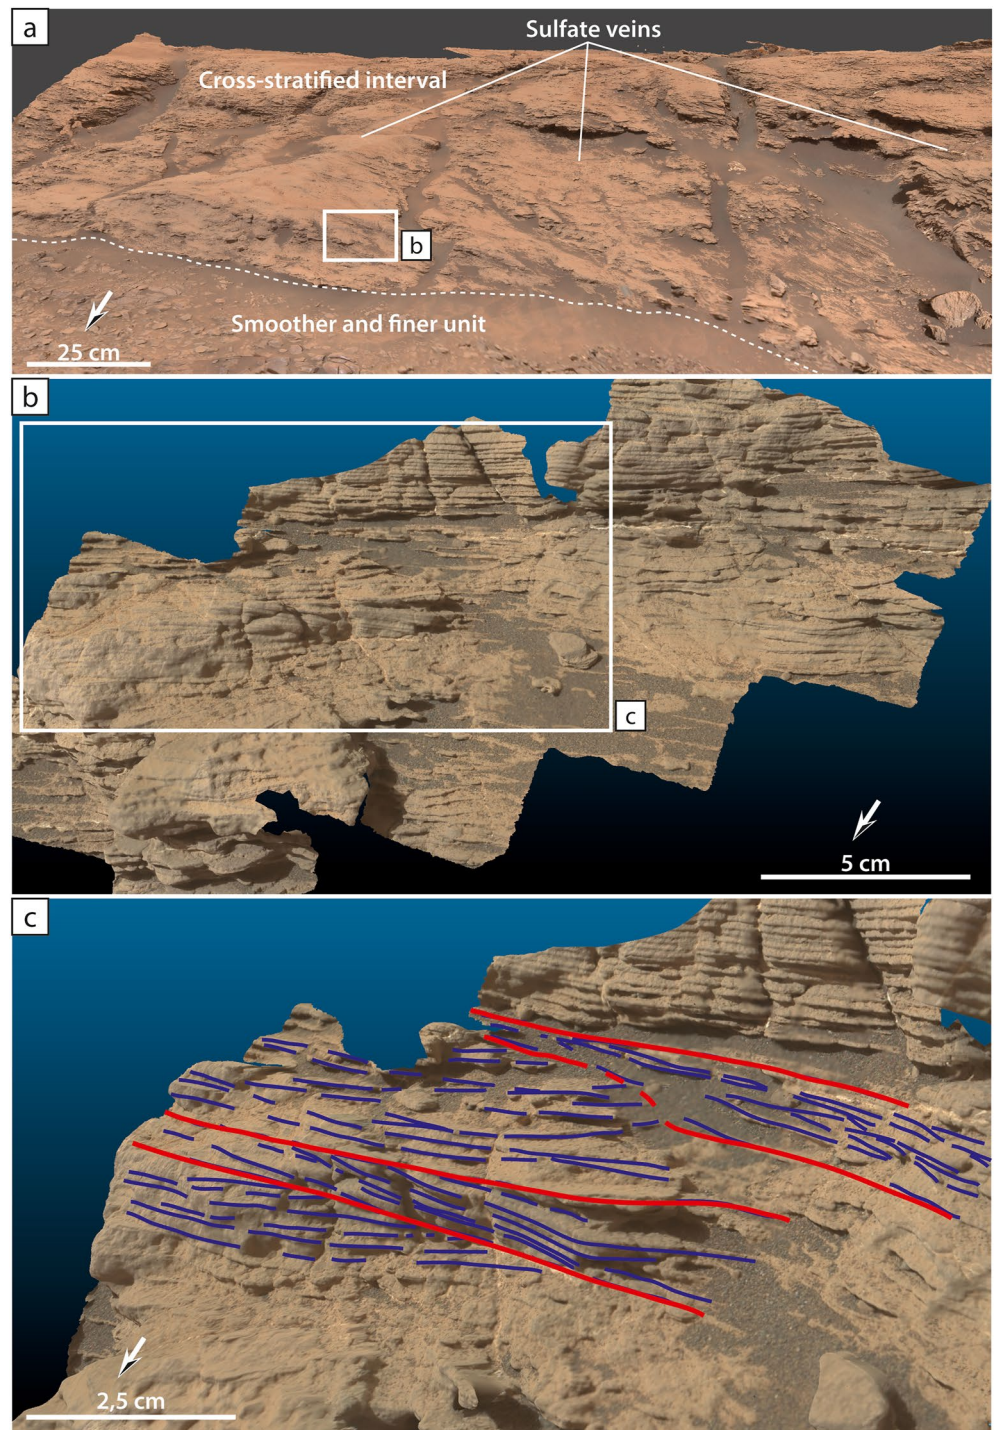 a
Sulfate veins
Cross-stratified interval
b
Smoother and finer unit
25 cm
b
c
5 cm
c
2,5 cm